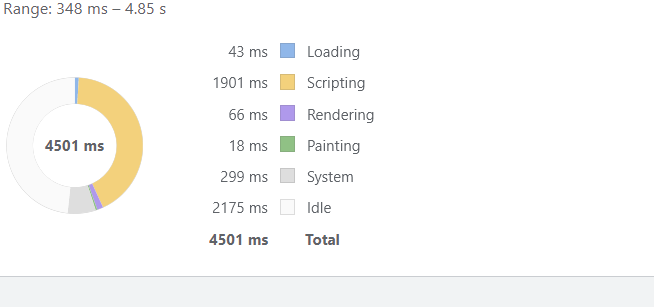 Range: 348 ms – 4.85 s
43 ms Loading
1901 ms Scripting
66 ms Rendering
4501 ms
18 ms Painting
299 ms System
2175 ms Idle
4501 ms Total